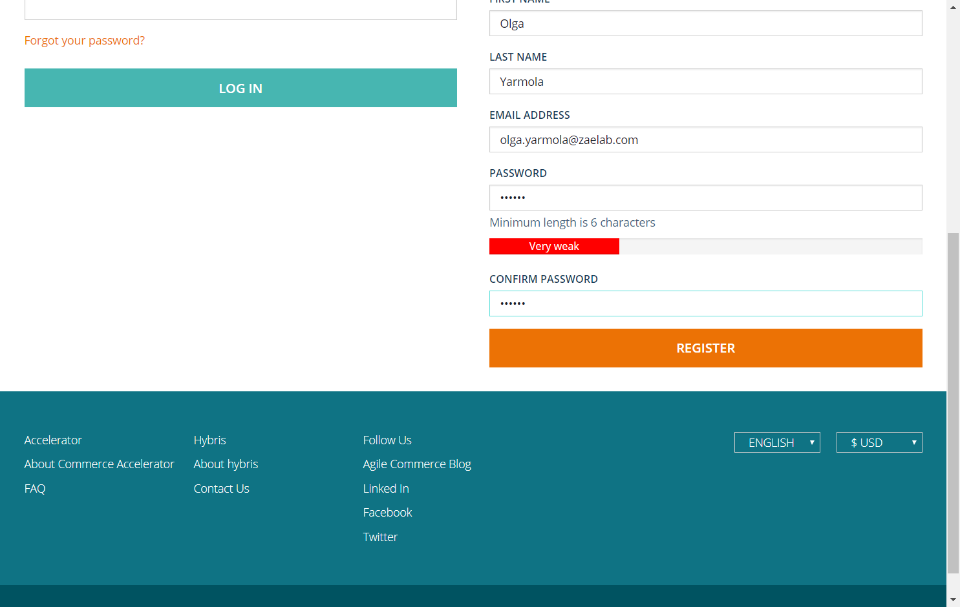 Forgot your password?
LOG IN
FIRST NAME
Olga
LAST NAME
Yarmola
EMAIL ADDRESS
olga.yarmola@zaelab.com
PASSWORD
••••••
Minimum length is 6 characters
Very weak
CONFIRM PASSWORD
••••••
REGISTER
Accelerator
About Commerce Accelerator
FAQ
Hybris
About hybris
Contact Us
Follow Us
Agile Commerce Blog
Linked In
Facebook
Twitter
ENGLISH
$ USD